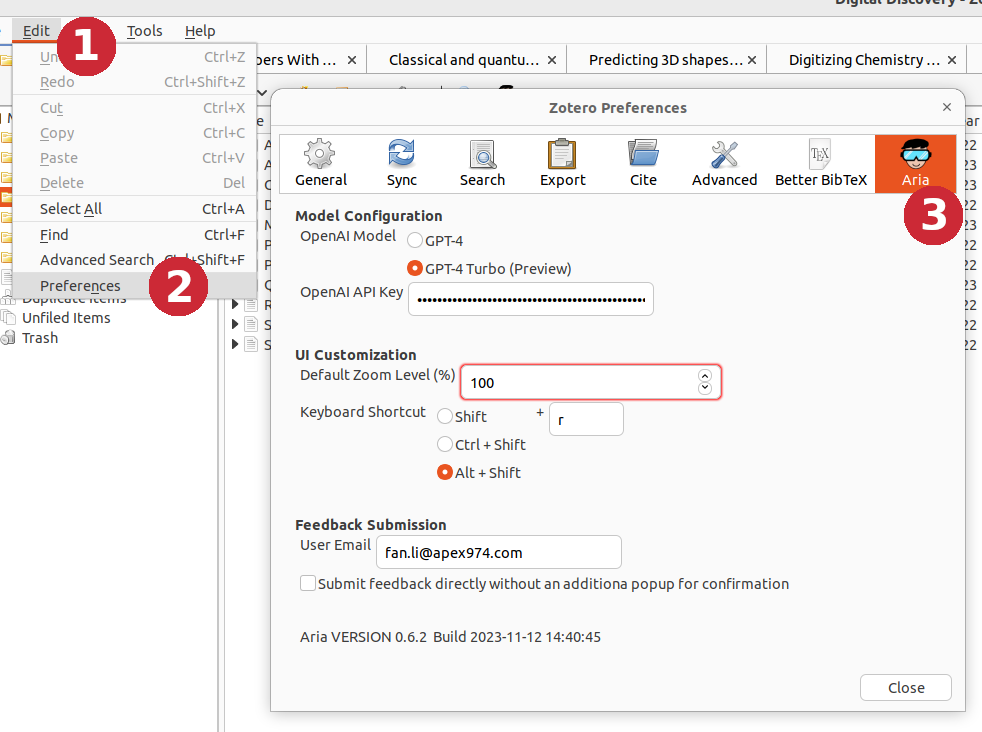 Digital Discovery - Zo
Edit Tools Help
1
Un Ctrl+Z
Redo Ctrl+Shift+Z
Cut Ctrl+X
Copy Ctrl+C
Paste Ctrl+V
Delete Del
Select All Ctrl+A
Find Ctrl+F
Advanced Search Ctrl+Shift+F
Preferences
2
Duplicate Items
Unfiled Items
Trash
pers With ... ×
Classical and quantu... ×
Predicting 3D shapes... ×
Digitizing Chemistry ... ×
Zotero Preferences ×
General Sync Search Export Cite Advanced Better BibTeX Aria
3
Model Configuration
OpenAI Model GPT-4
GPT-4 Turbo (Preview)
OpenAI API Key
UI Customization
Default Zoom Level (%) 100
Keyboard Shortcut Shift + r
Ctrl + Shift
Alt + Shift
Feedback Submission
User Email fan.li@apex974.com
Submit feedback directly without an additiona popup for confirmation
Aria VERSION 0.6.2 Build 2023-11-12 14:40:45
Close